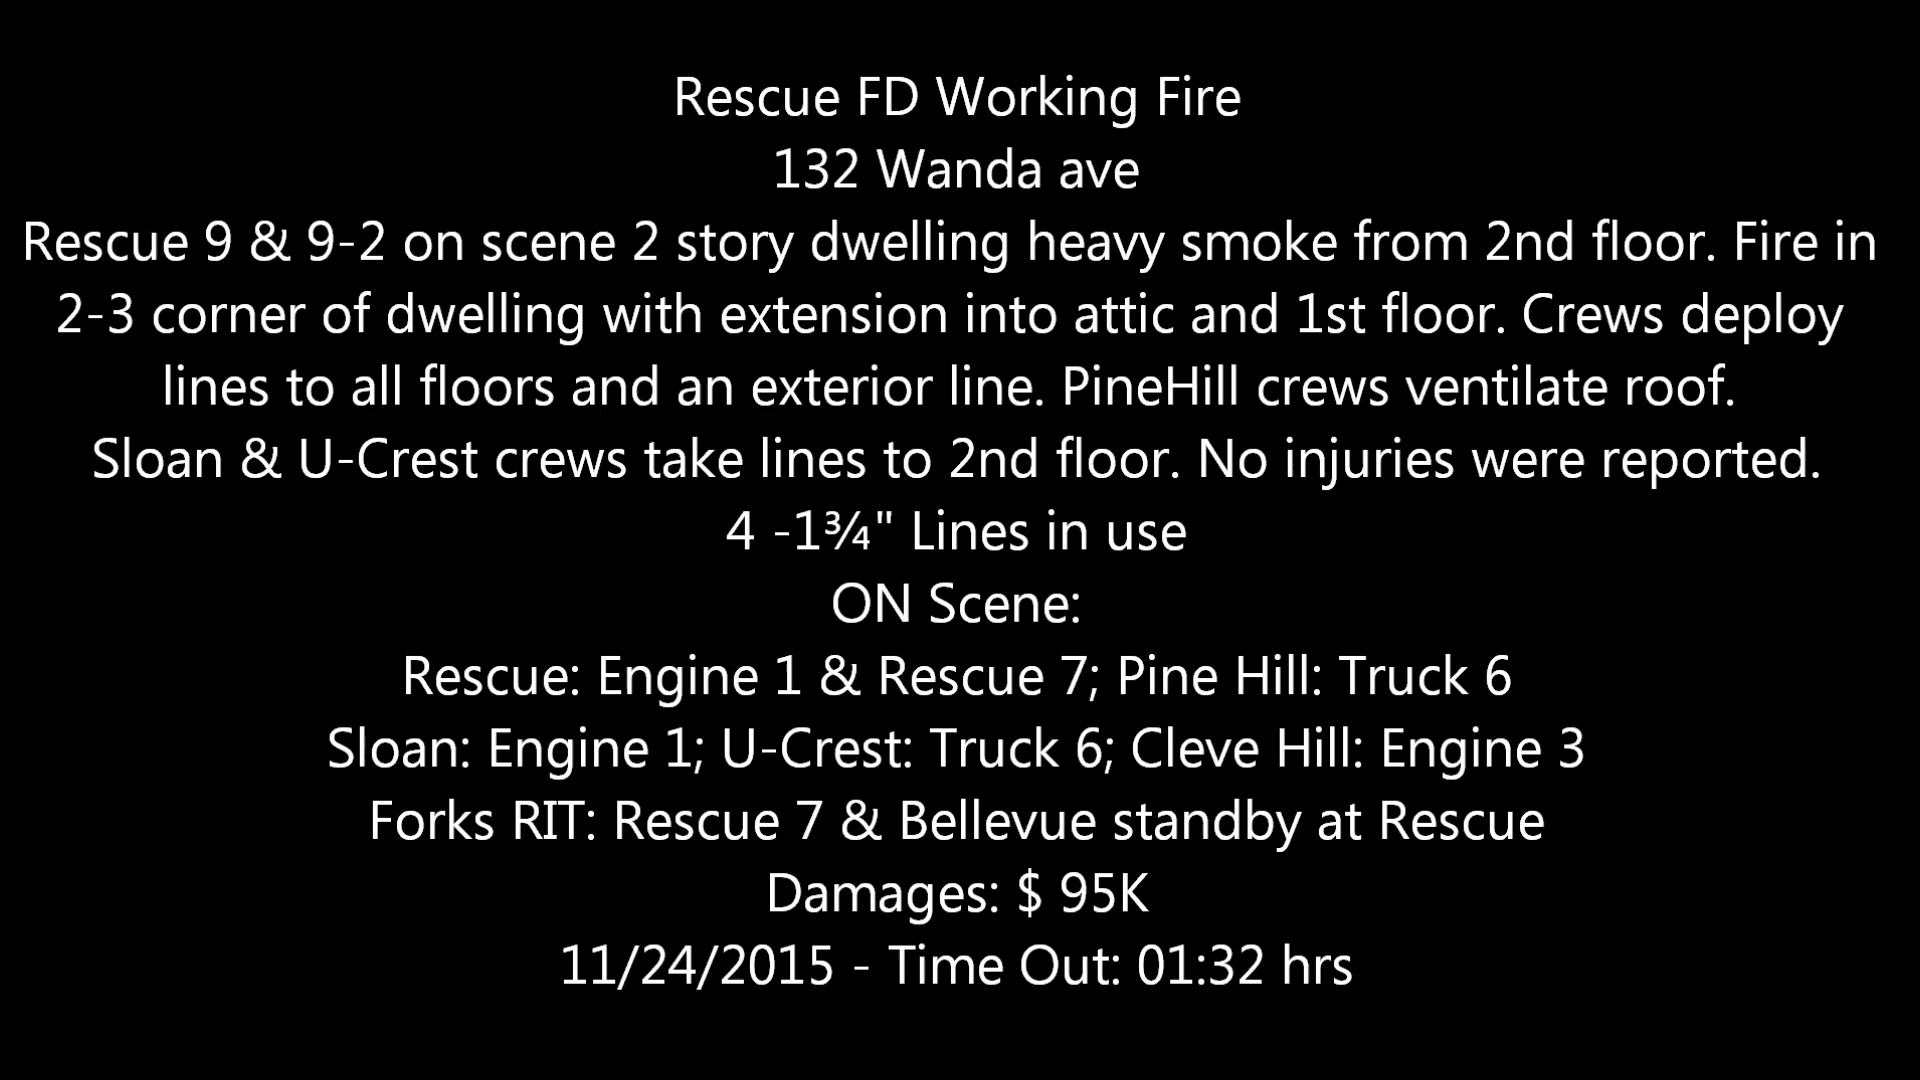 Rescue FD Working Fire
132 Wanda ave
Rescue 9 & 9-2 on scene 2 story dwelling heavy smoke from 2nd floor. Fire in
2-3 corner of dwelling with extension into attic and 1st floor. Crews deploy
lines to all floors and an exterior line. PineHill crews ventilate roof.
Sloan & U-Crest crews take lines to 2nd floor. No injuries were reported.
4 -1¾" Lines in use
ON Scene:
Rescue: Engine 1 & Rescue 7; Pine Hill: Truck 6
Sloan: Engine 1; U-Crest: Truck 6; Cleve Hill: Engine 3
Forks RIT: Rescue 7 & Bellevue standby at Rescue
Damages: $ 95K
11/24/2015 - Time Out: 01:32 hrs